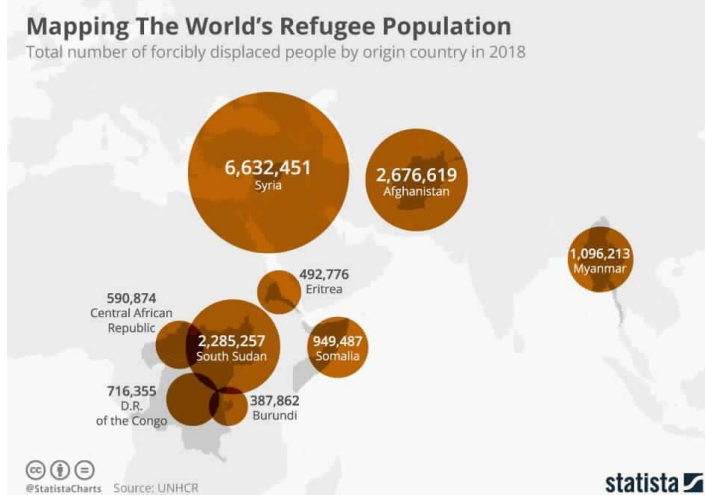 Mapping The World's Refugee Population
Total number of forcibly displaced people by origin country in 2018
6,632,451
Syria
2,676,619
Afghanistan
1,096,213
Myanmar
492,776
Eritrea
590,874
Central African
Republic
2,285,257
South Sudan
949,487
Somalia
716,355
D.R.
of the Congo
387,862
Burundi
cc
@StatistaCharts Source: UNHCR
statista